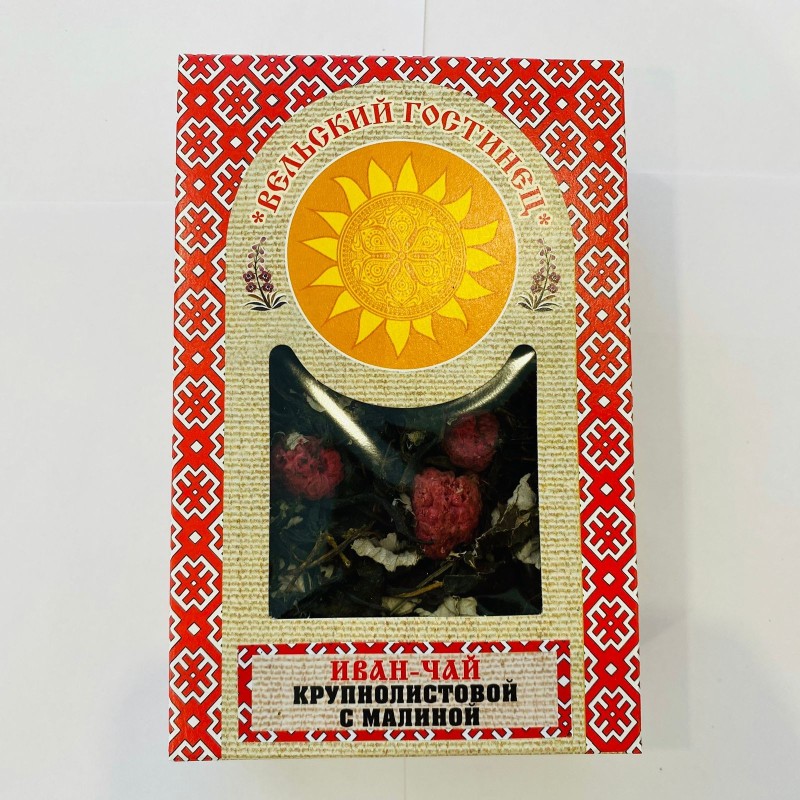 *ВЕЛЬСКИЙ ГОСТИНЕЦ*
ИВАН-ЧАЙ
КРУПНОЛИСТОВОЙ
С МАЛИНОЙ